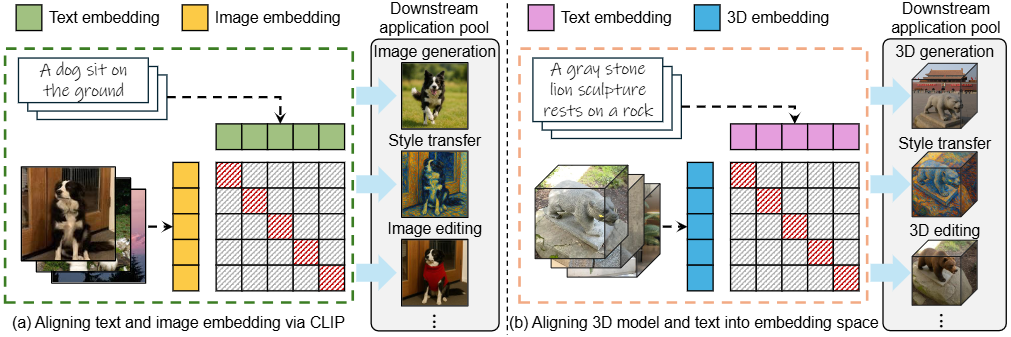 Text embedding
Image embedding
Downstream
application pool
A dog sit on
the ground
Image generation
Style transfer
Image editing
(a) Aligning text and image embedding via CLIP
Text embedding
3D embedding
Downstream
application pool
A gray stone
lion sculpture
rests on a rock
3D generation
Style transfer
3D editing
(b) Aligning 3D model and text into embedding space